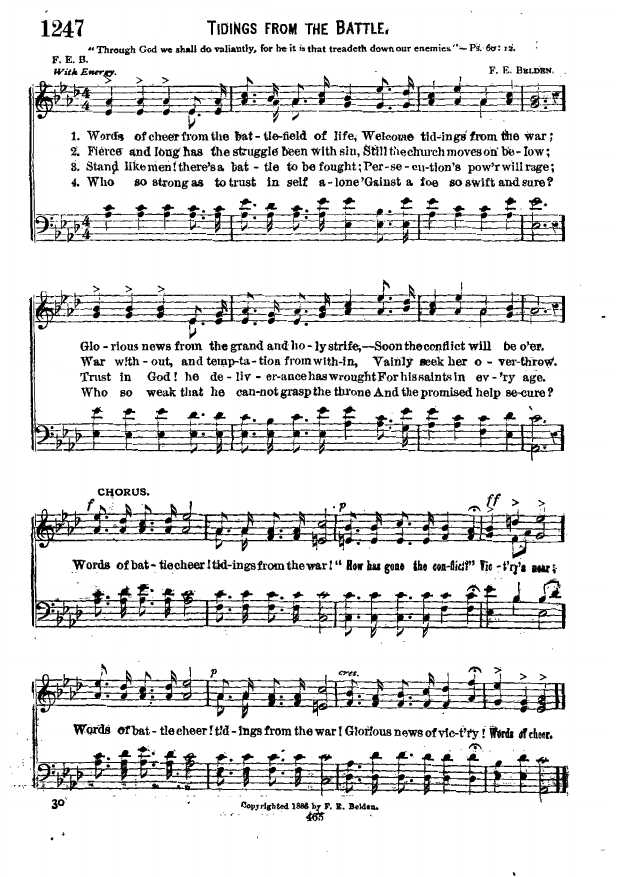 1247
TIDINGS FROM THE BATTLE.
"Through God we shall do valiantly, for he it is that treadeth down our enemies."—Ps. 60: 12.
F. E. B.
With Energy.
F. E. BELDEN.
1. Words of cheer from the bat - tle-field of life, Welcome tid-ings from the war;
2. Fierce and long has the struggle been with sin, Still the church moves on be - low;
3. Stand like men! there's a bat - tle to be fought; Per - se - cu-tion's pow'r will rage;
4. Who so strong as to trust in self a - lone 'Gainst a foe so swift and sure?
Glo - rious news from the grand and ho - ly strife,—Soon the conflict will be o'er.
War with - out, and temp-ta - tion from with-in, Vainly seek her o - ver-throw.
Trust in God! he de - liv - erance has wrought For his saints in ev - 'ry age.
Who so weak that he can-not grasp the throne And the promised help se-cure?
CHORUS.
f p ff
Words of bat - tle cheer! tid-ings from the war! "How has gone the con-flict?" Vic - t'ry's near;
p cres.
Words of bat - tle cheer! tid - ings from the war! Glorious news of vic-t'ry! Words of cheer.
30
Copyrighted 1886 by F. E. Belden.
465